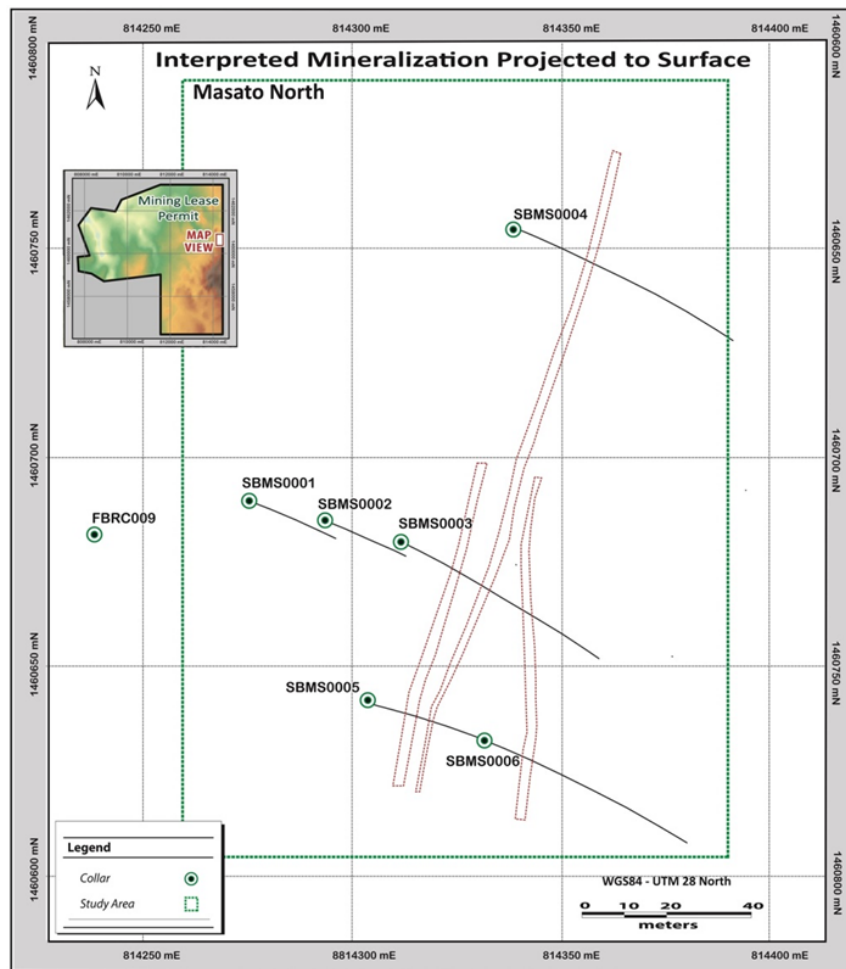 814250 mE
814300 mE
814350 mE
814400 mE
1460800 mN
1460600 mN
Interpreted Mineralization Projected to Surface
Masato North
N
Mining Lease
Permit
MAP
VIEW
SBMS0004
1460750 mN
1460650 mN
1460700 mN
1460700 mN
SBMS0001
SBMS0002
SBMS0003
FBRC009
1460650 mN
1460750 mN
SBMS0005
SBMS0006
Legend
Collar
Study Area
WGS84 - UTM 28 North
0 10 20 40
meters
1460600 mN
1460800 mN
814250 mE
8814300 mE
814350 mE
814400 mE